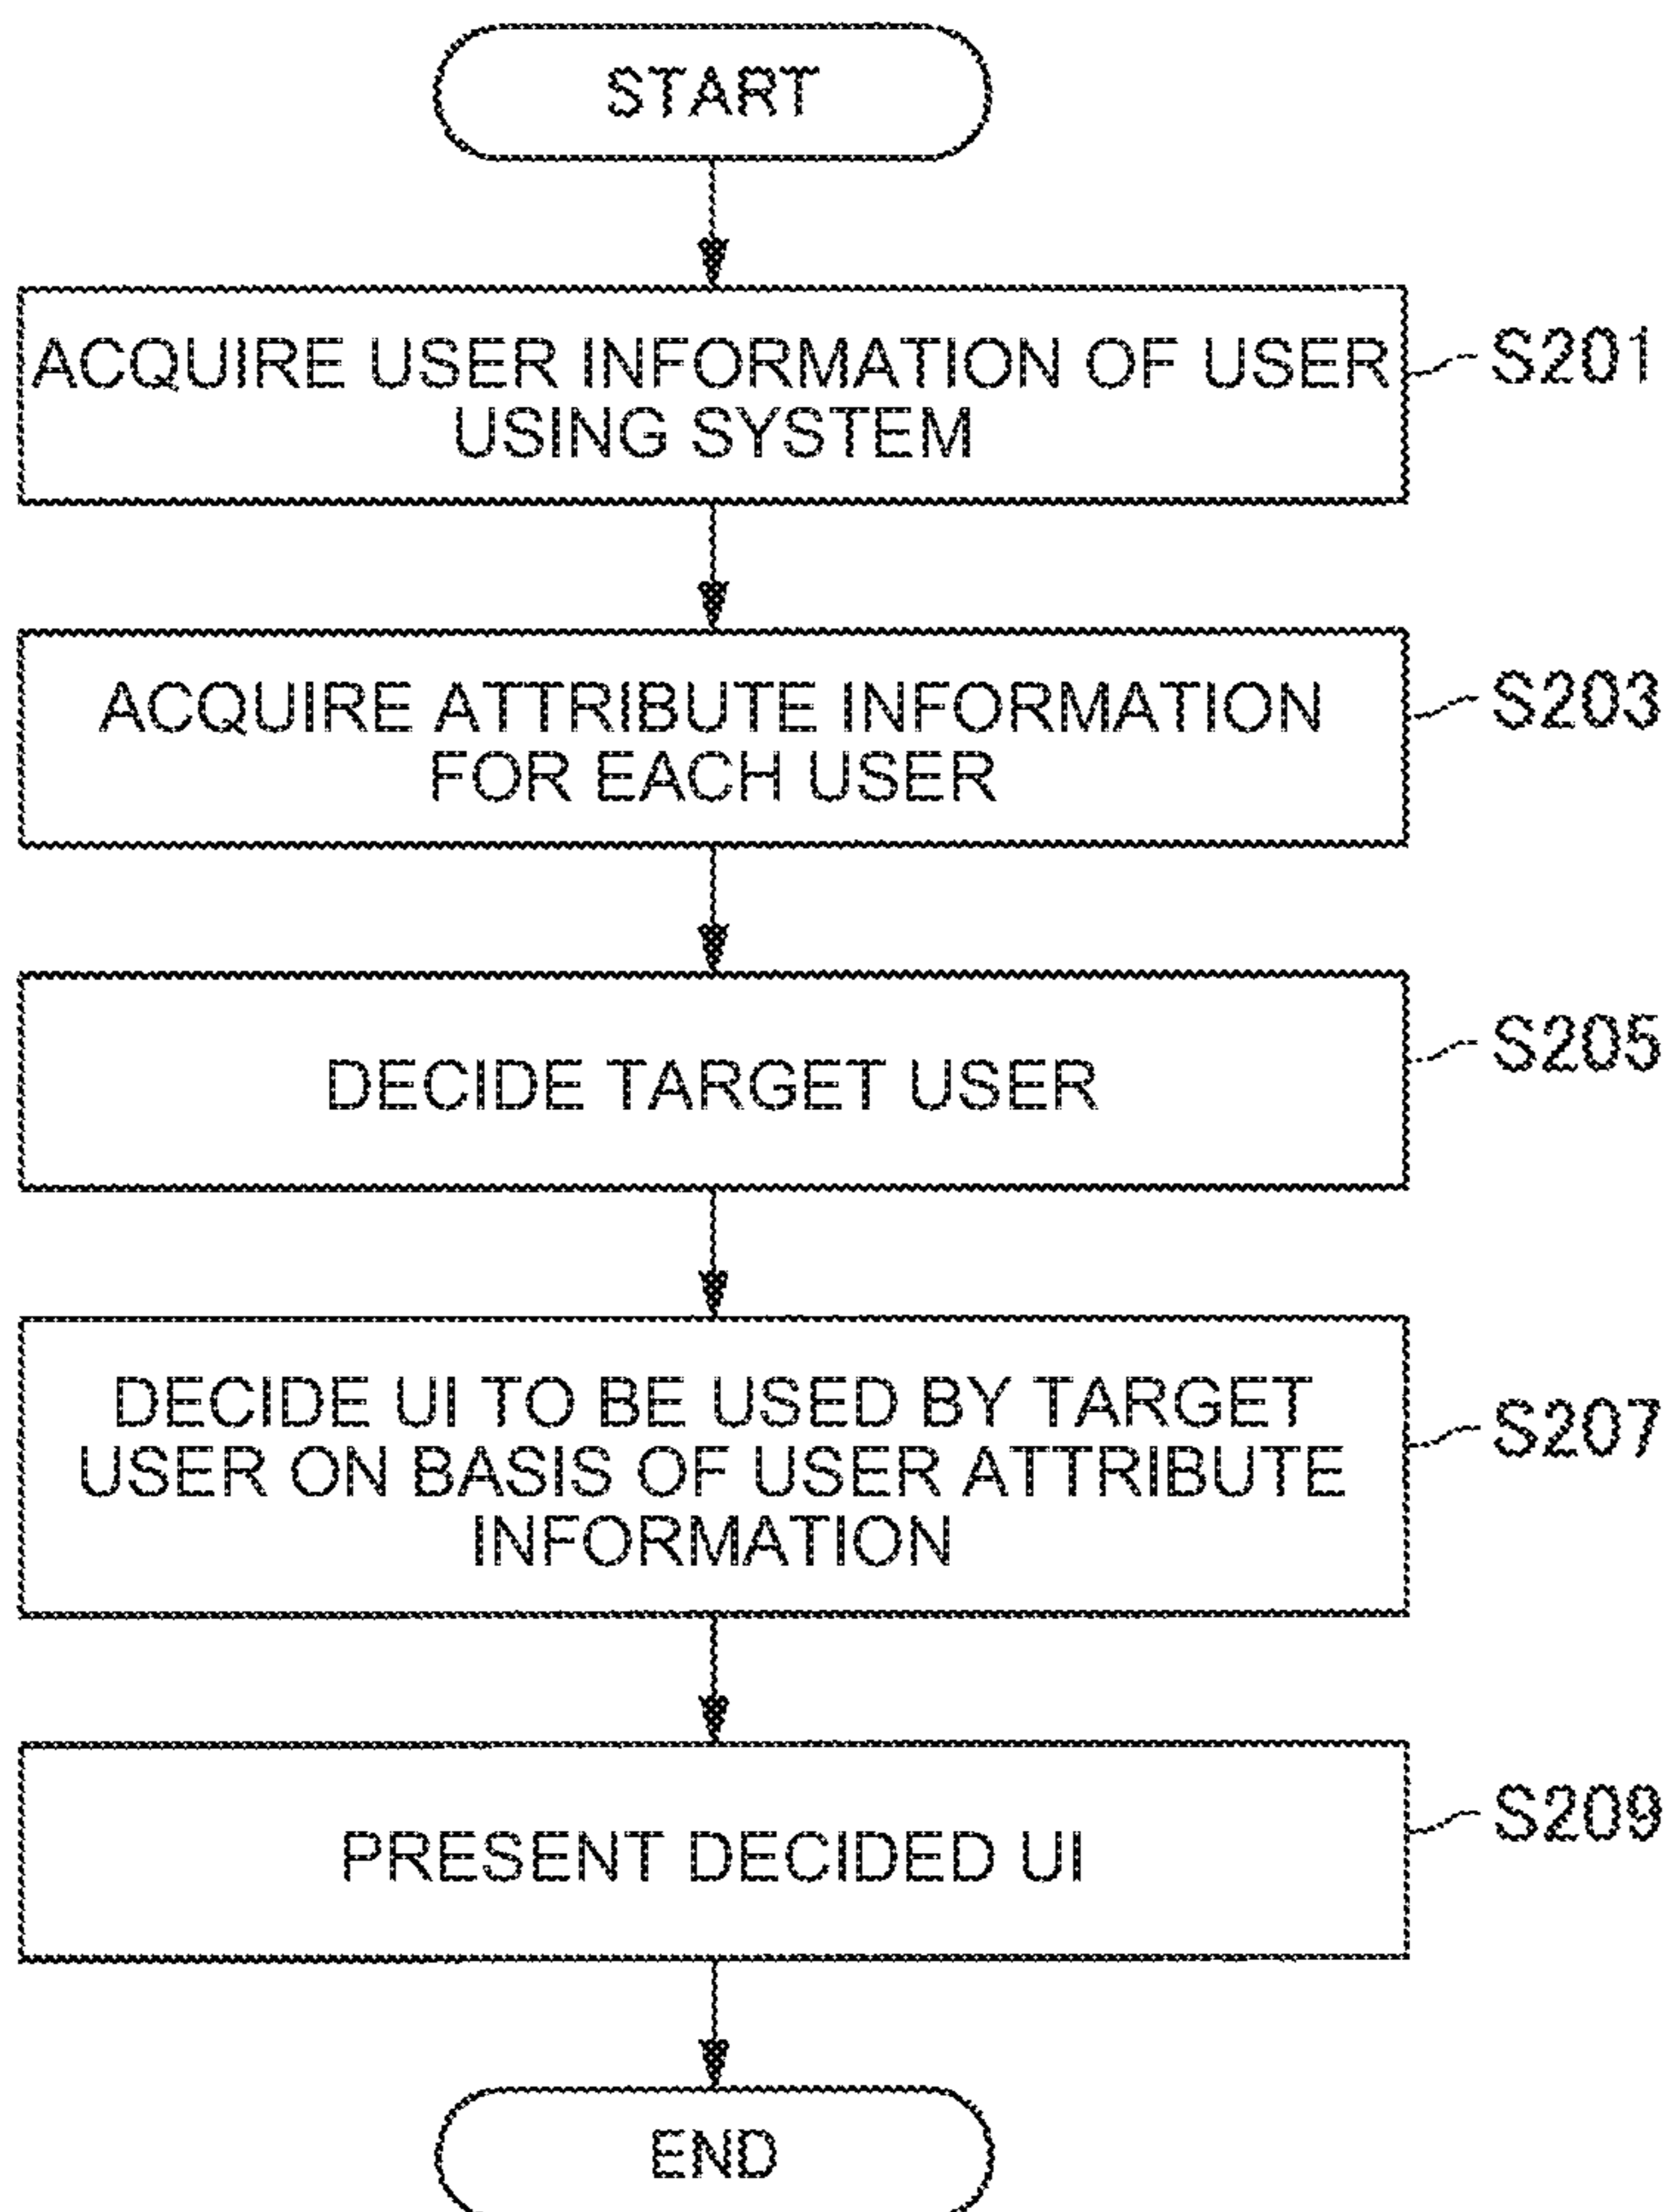 START
ACQUIRE USER INFORMATION OF USER
USING SYSTEM
S201
ACQUIRE ATTRIBUTE INFORMATION
FOR EACH USER
S203
DECIDE TARGET USER
S205
DECIDE UI TO BE USED BY TARGET
USER ON BASIS OF USER ATTRIBUTE
INFORMATION
S207
PRESENT DECIDED UI
S209
END